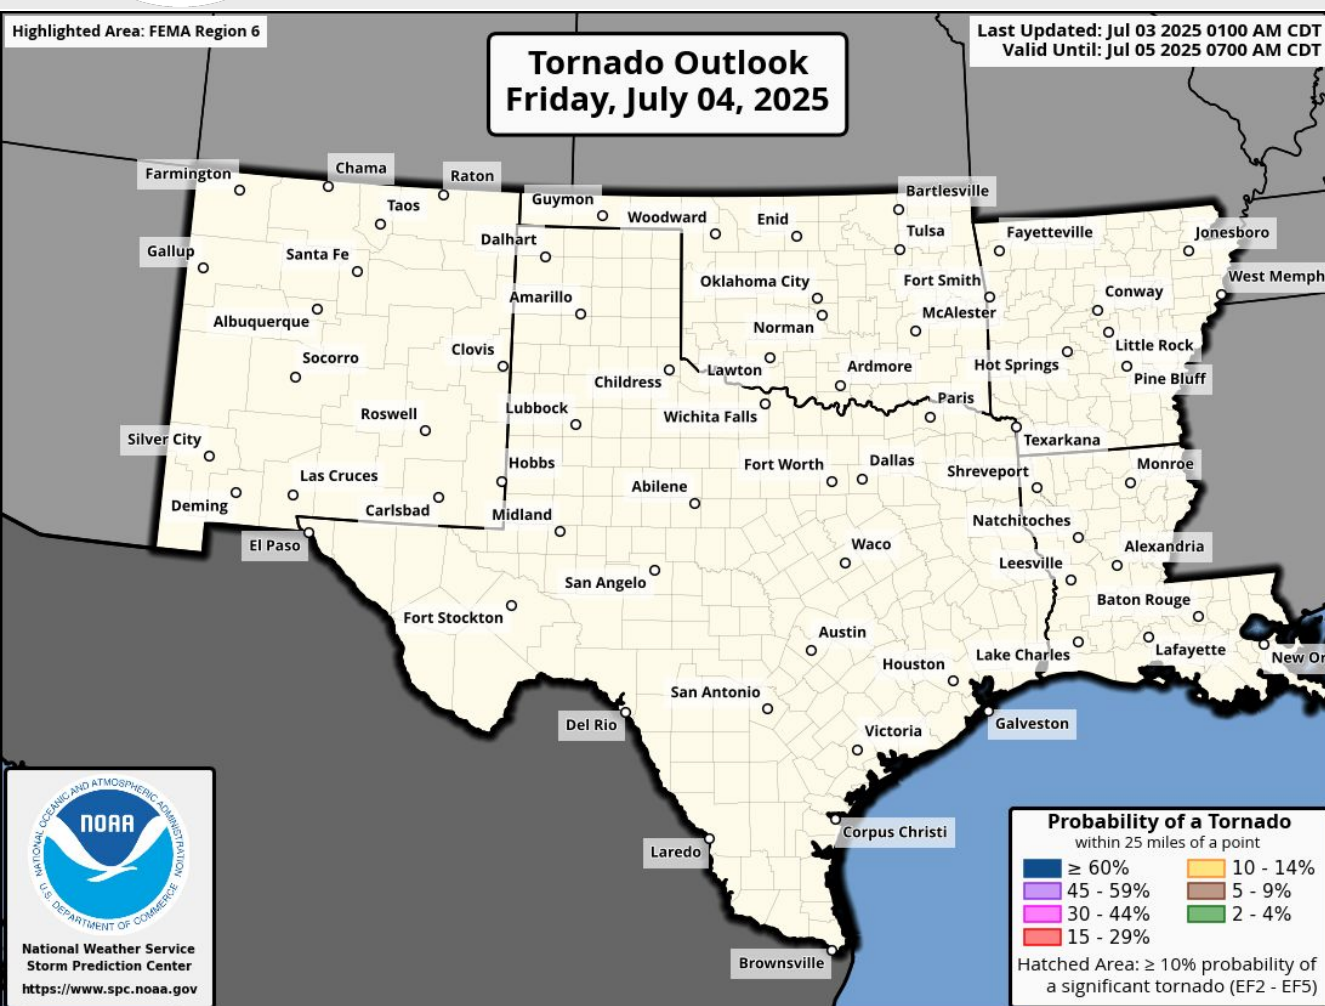 Highlighted Area: FEMA Region 6
Last Updated: Jul 03 2025 0100 AM CDT
Valid Until: Jul 05 2025 0700 AM CDT
Tornado Outlook
Friday, July 04, 2025
Farmington
Chama
Raton
Taos
Guymon
Woodward
Enid
Bartlesville
Tulsa
Fayetteville
Jonesboro
Gallup
Santa Fe
Dalhart
Amarillo
Oklahoma City
Fort Smith
Conway
West Memph
Albuquerque
Norman
McAlester
Little Rock
Socorro
Clovis
Childress
Lawton
Ardmore
Hot Springs
Pine Bluff
Roswell
Lubbock
Wichita Falls
Paris
Texarkana
Silver City
Las Cruces
Hobbs
Abilene
Fort Worth
Dallas
Shreveport
Monroe
Deming
Carlsbad
Midland
Natchitoches
El Paso
San Angelo
Waco
Leesville
Alexandria
Fort Stockton
Austin
Baton Rouge
Houston
Lake Charles
Lafayette
New Or
Del Rio
San Antonio
Victoria
Galveston
Laredo
Corpus Christi
Brownsville
NATIONAL OCEANIC AND ATMOSPHERIC ADMINISTRATION
NOAA
U.S. DEPARTMENT OF COMMERCE
National Weather Service
Storm Prediction Center
https://www.spc.noaa.gov
Probability of a Tornado
within 25 miles of a point
≥ 60%
45 - 59%
30 - 44%
15 - 29%
10 - 14%
5 - 9%
2 - 4%
Hatched Area: ≥ 10% probability of
a significant tornado (EF2 - EF5)